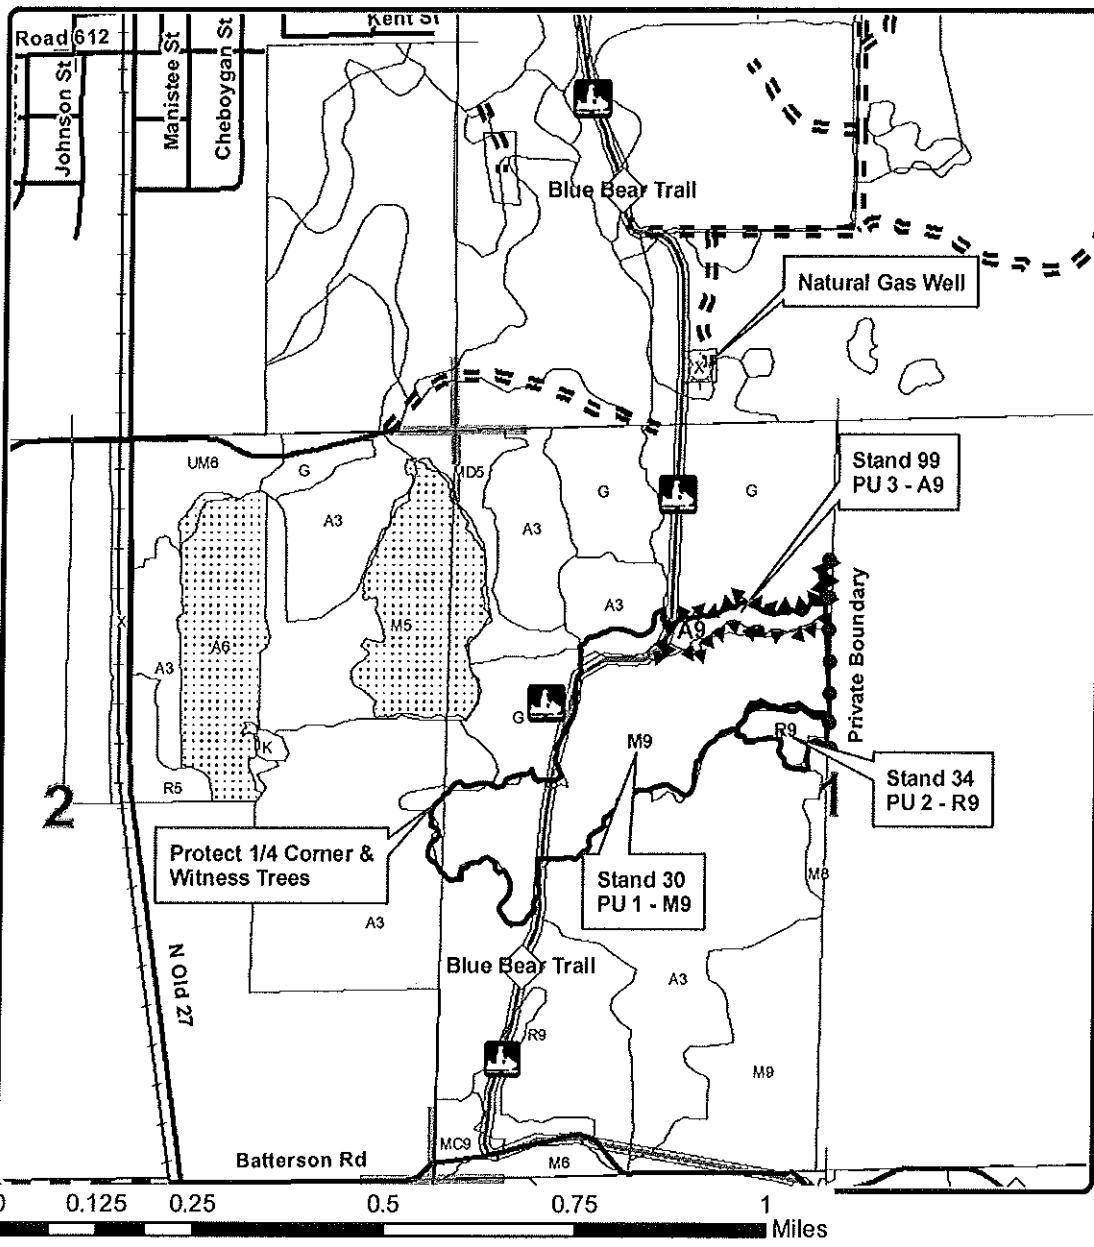 Kent St
Road 612
Johnson St
Manistee St
Cheboygan St
Blue Bear Trail
Natural Gas Well
X
UM6
G
MD5
G
G
A3
A3
Stand 99
PU 3 - A9
A3
M5
A9
X
A6
A3
Private Boundary
G
M9
R9
K
R5
2
Stand 34
PU 2 - R9
Protect 1/4 Corner &
Witness Trees
Stand 30
PU 1 - M9
M8
A3
Blue Bear Trail
A3
N Old 27
R9
M9
MC9
M6
Batterson Rd
0 0.125 0.25 0.5 0.75 1
Miles